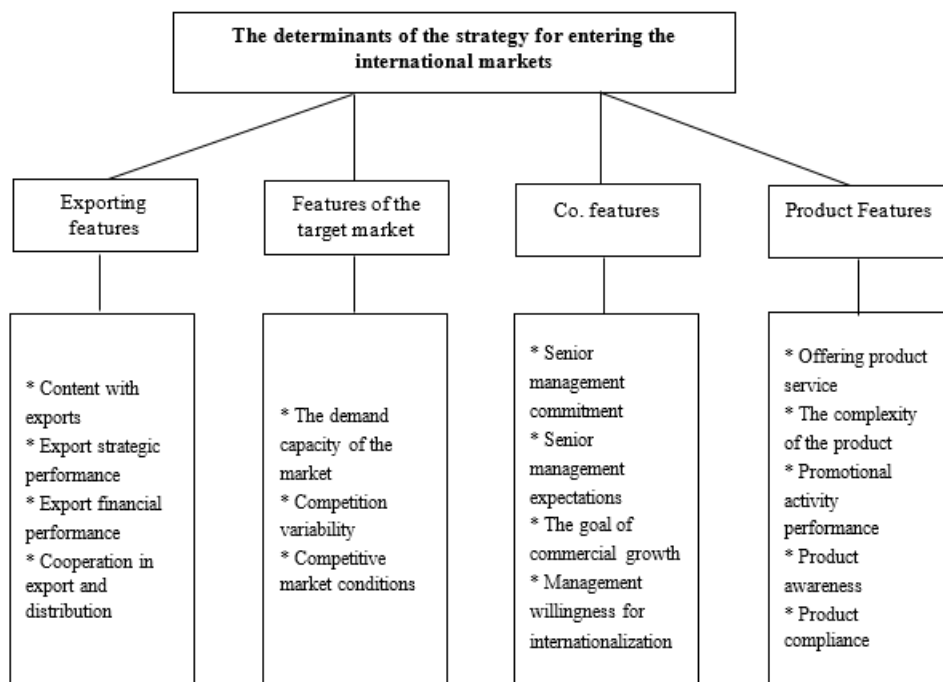 The determinants of the strategy for entering the
international markets
Exporting
features
Features of the
target market
Co. features
Product Features
* Content with
exports
* Export strategic
performance
* Export financial
performance
* Cooperation in
export and
distribution
* The demand
capacity of the
market
* Competition
variability
* Competitive
market conditions
* Senior
management
commitment
* Senior
management
expectations
* The goal of
commercial growth
* Management
willingness for
internationalization
* Offering product
service
* The complexity
of the product
* Promotional
activity
performance
* Product
awareness
* Product
compliance